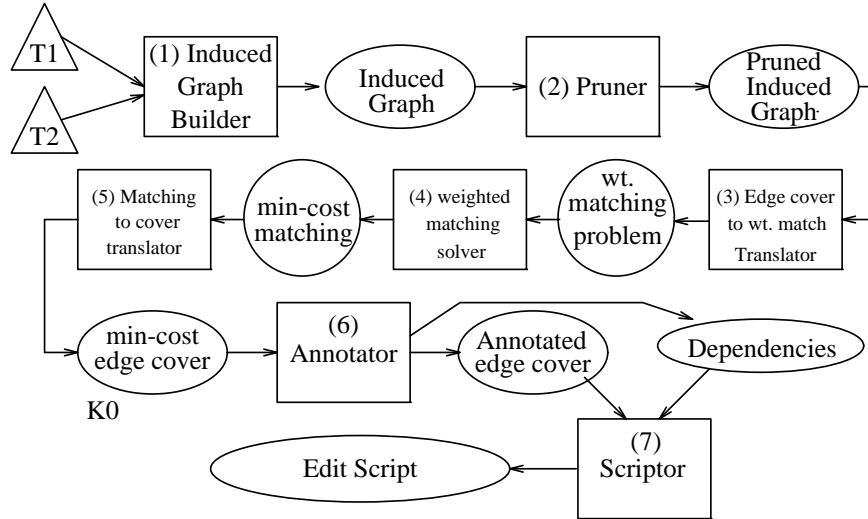 T1
T2
(1) Induced
Graph
Builder
Induced
Graph
(2) Pruner
Pruned
Induced
Graph
(5) Matching
to cover
translator
min-cost
matching
(4) weighted
matching
solver
wt.
matching
problem
(3) Edge cover
to wt. match
Translator
min-cost
edge cover
K0
(6)
Annotator
Annotated
edge cover
Dependencies
(7)
Scriptor
Edit Script